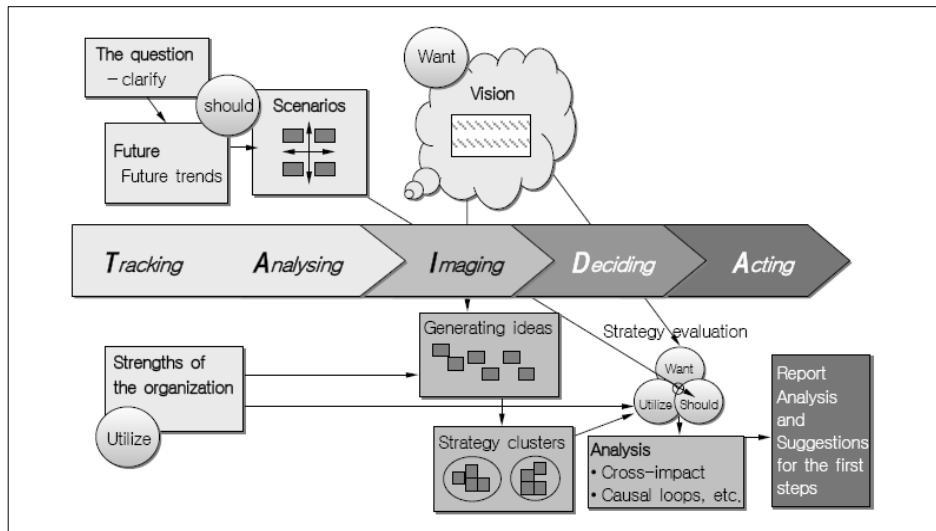 The question
– clarify
should
Scenarios
Future
Future trends
Want
Vision
Tracking
Analysing
Imaging
Deciding
Acting
Generating ideas
Strategy evaluation
Strengths of
the organization
Utilize
Want
Utilize
Should
Strategy clusters
Analysis
• Cross-impact
• Causal loops, etc.
Report
Analysis
and
Suggestions
for the first
steps